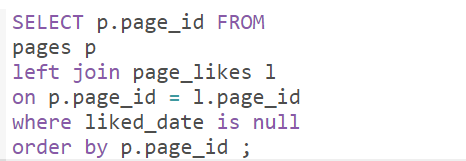 SELECT p.page_id FROM
pages p
left join page_likes l
on p.page_id = l.page_id
where liked_date is null
order by p.page_id ;